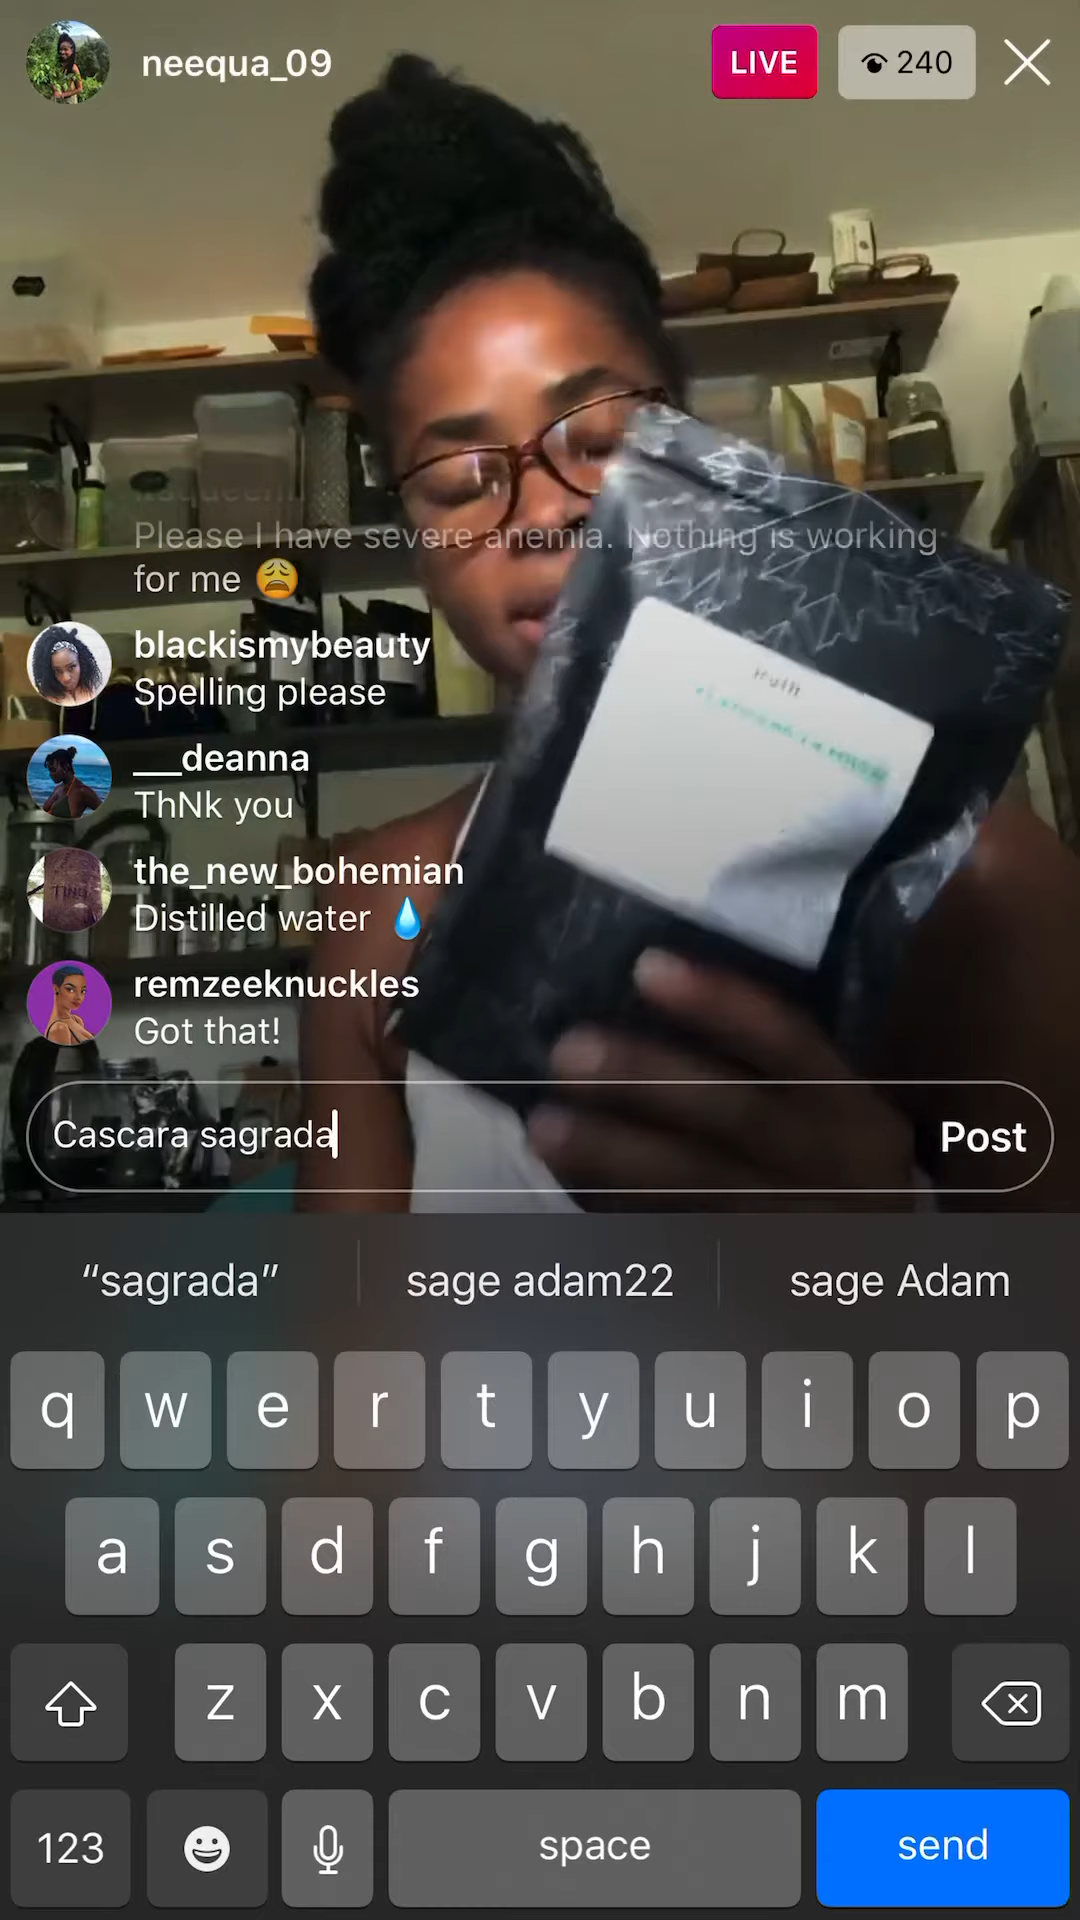 neequa_09
LIVE
240
Please I have severe anemia. Nothing is working
for me 😩
blackismybeauty
Spelling please
___deanna
ThNk you
the_new_bohemian
Distilled water 💧
remzeeknuckles
Got that!
Cascara sagrada
Post
“sagrada”
sage adam22
sage Adam
q w e r t y u i o p
a s d f g h j k l
z x c v b n m
123
space
send